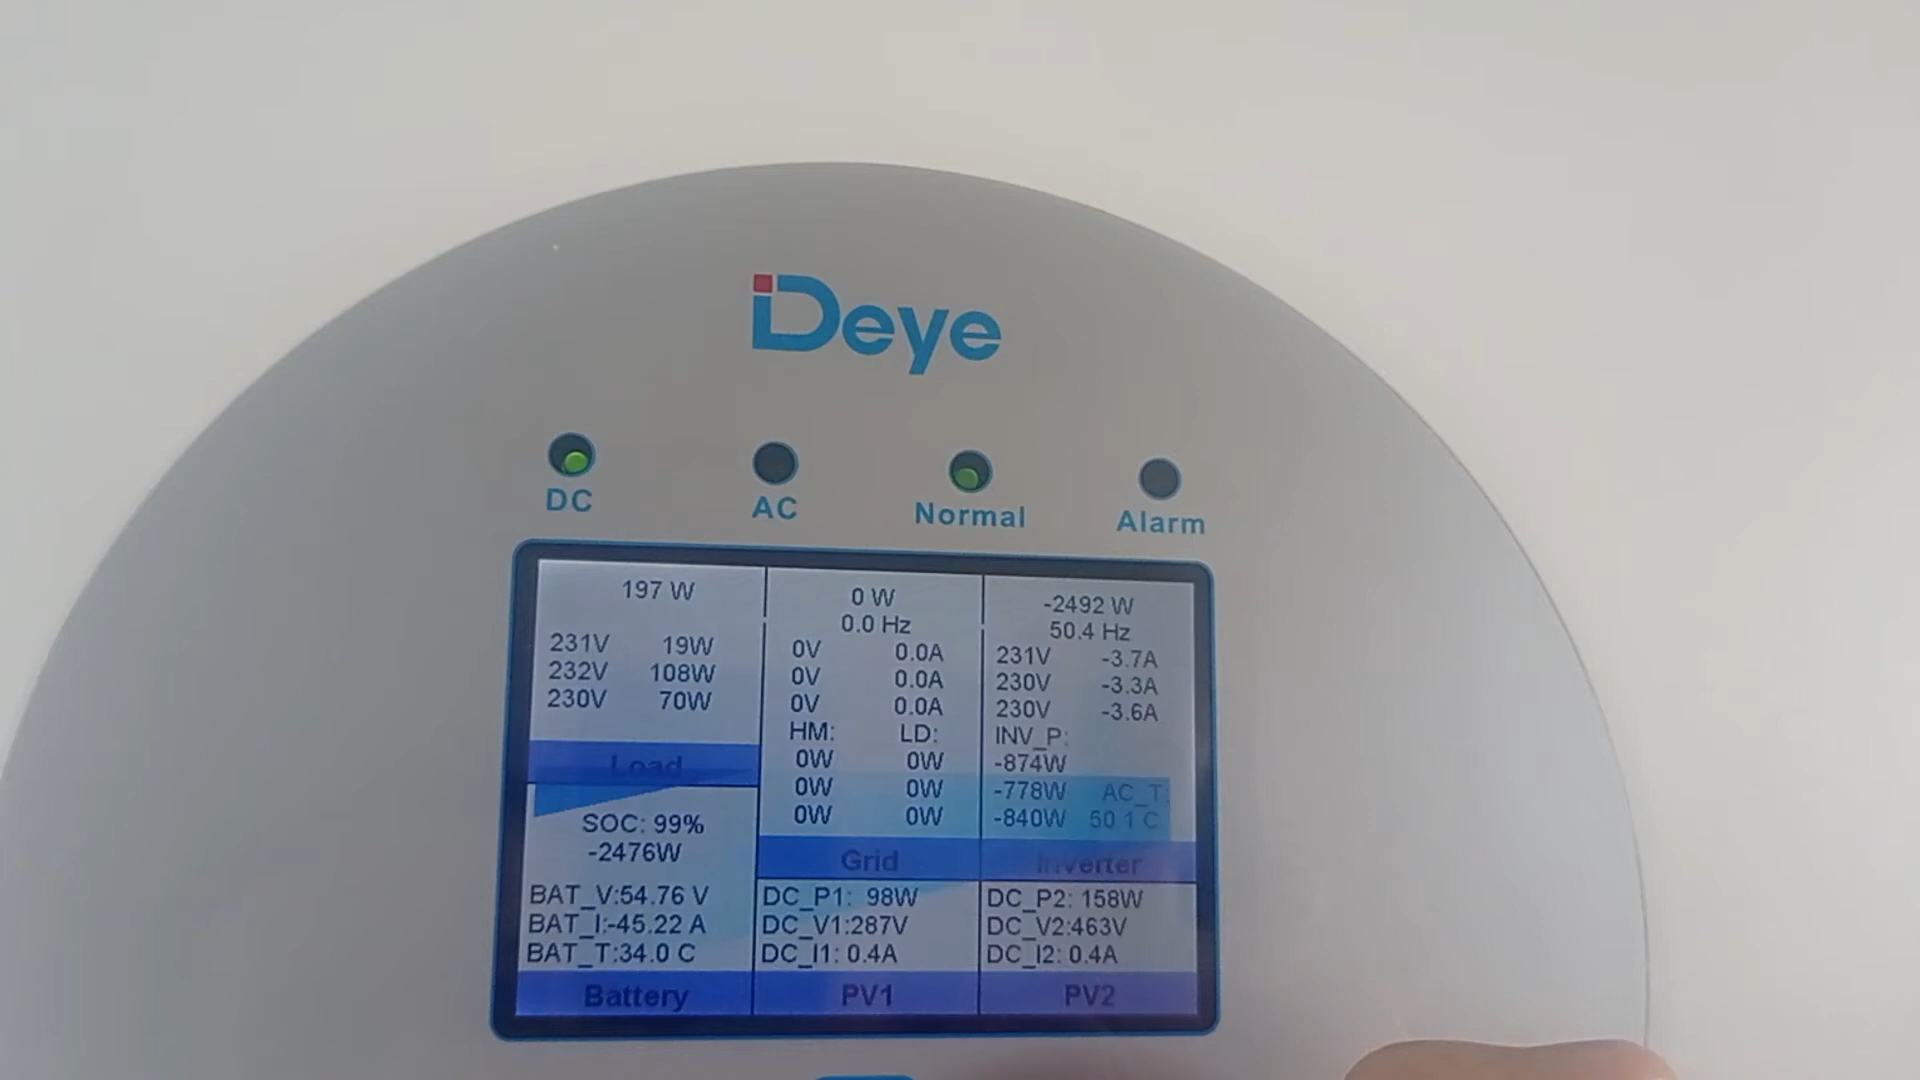 Deye
DC AC Normal Alarm
197 W
231V 19W
232V 108W
230V 70W
Load
0 W
0.0 Hz
0V 0.0A
0V 0.0A
0V 0.0A
HM: LD:
0W 0W
0W 0W
0W 0W
Grid
-2492 W
50.4 Hz
231V -3.7A
230V -3.3A
230V -3.6A
INV_P:
-874W
-778W AC_T:
-840W 50.1 C
Inverter
SOC: 99%
-2476W
BAT_V:54.76 V
BAT_I:-45.22 A
BAT_T:34.0 C
Battery
DC_P1: 98W
DC_V1:287V
DC_I1: 0.4A
PV1
DC_P2: 158W
DC_V2:463V
DC_I2: 0.4A
PV2